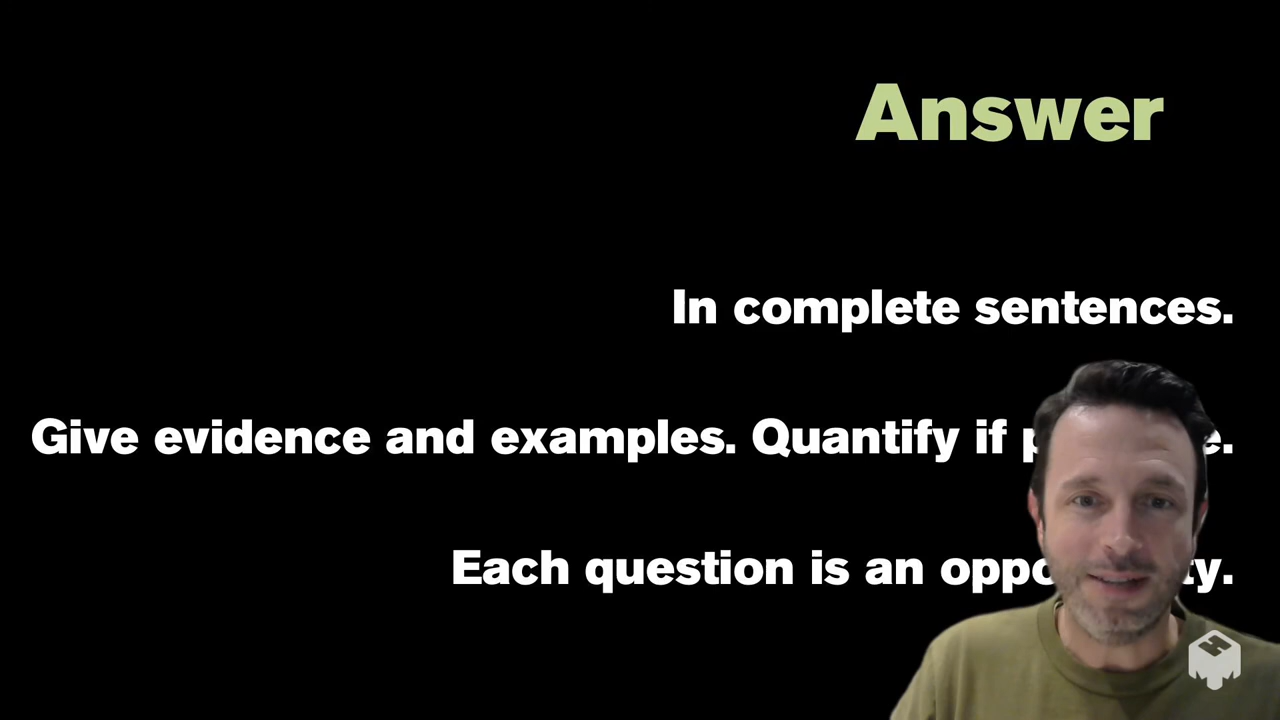 Answer
In complete sentences.
Give evidence and examples. Quantify if
Each question is an